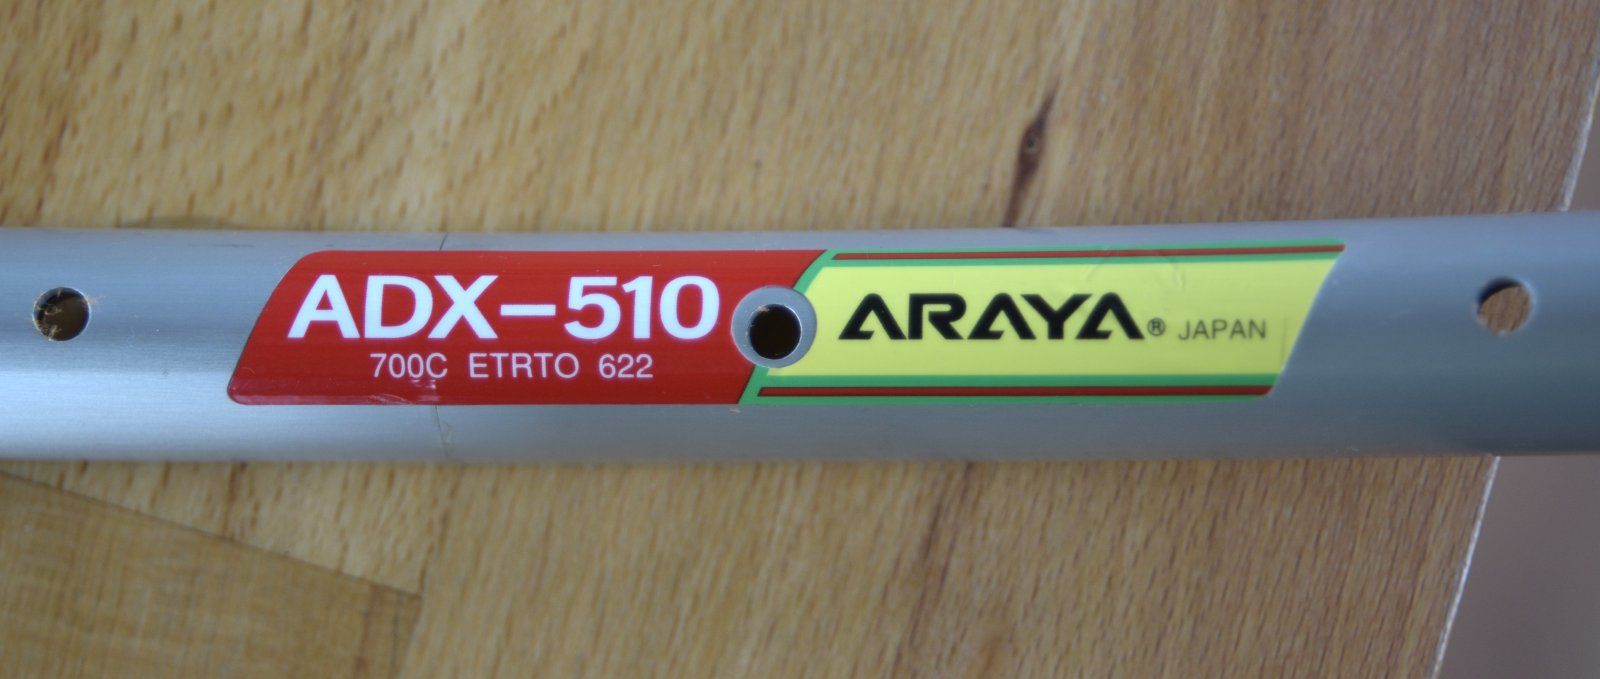 ADX-510
700C ETRTO 622
ARAYA® JAPAN